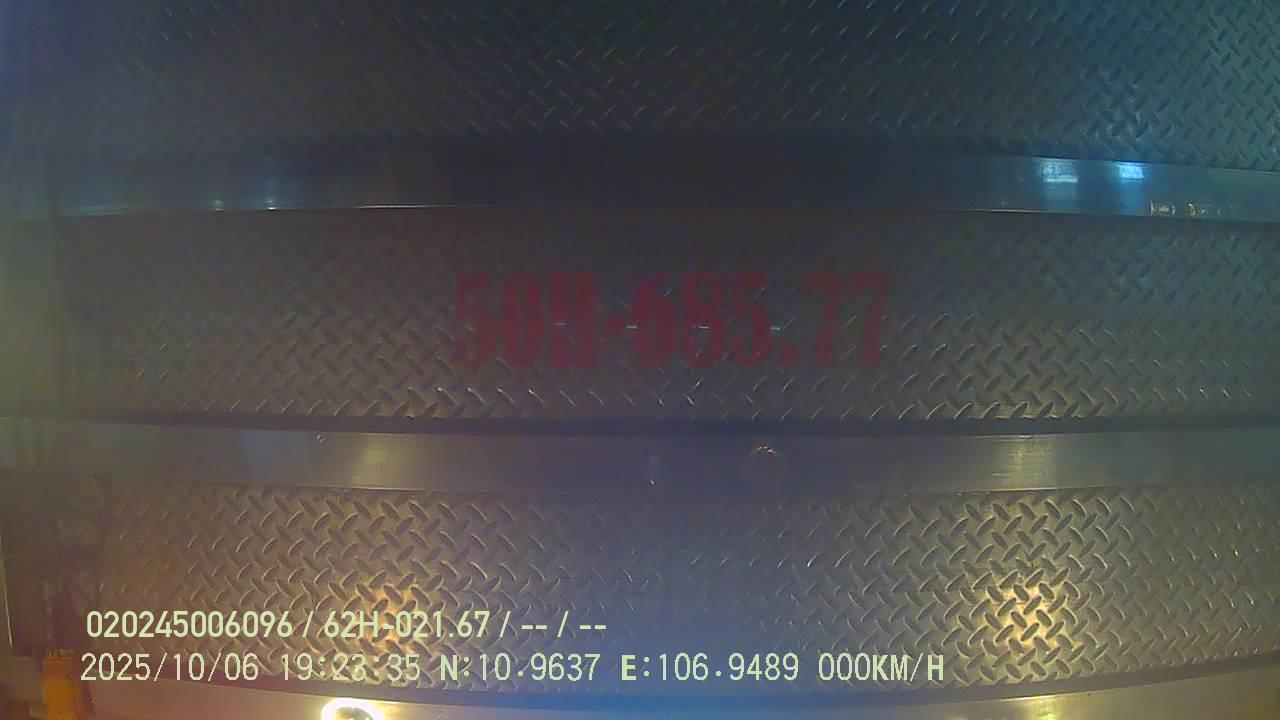 50H-685.77
020245006096 / 62H-021.67 / -- / --
2025/10/06 19:23:35 N:10.9637 E:106.9489 000KM/H